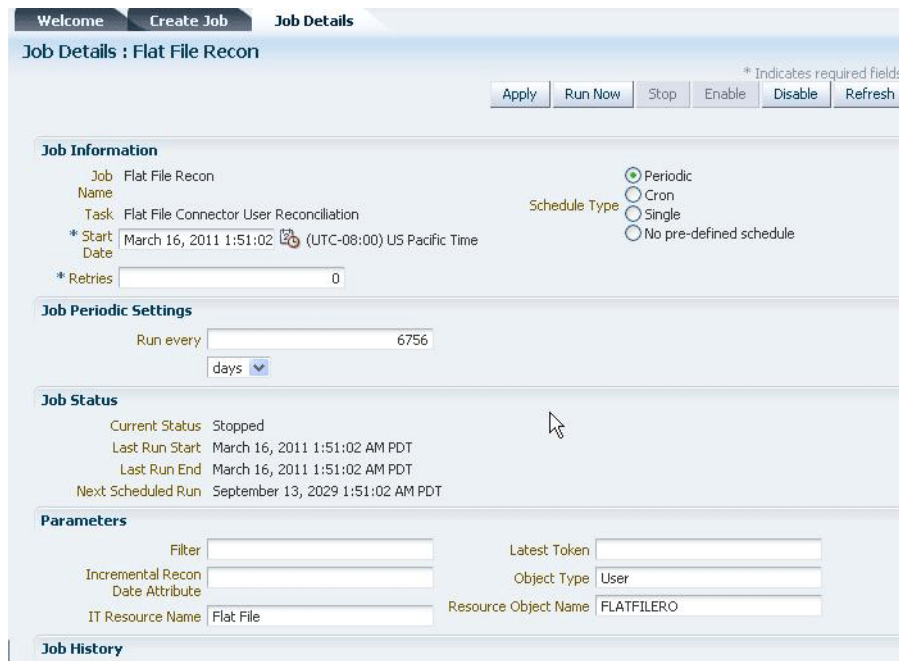 Welcome Create Job Job Details
Job Details : Flat File Recon
* Indicates required fields
Apply Run Now Stop Enable Disable Refresh
Job Information
Job Name Flat File Recon
Task Flat File Connector User Reconciliation
* Start Date March 16, 2011 1:51:02 (UTC-08:00) US Pacific Time
* Retries 0
Schedule Type
Periodic
Cron
Single
No pre-defined schedule
Job Periodic Settings
Run every 6756
days
Job Status
Current Status Stopped
Last Run Start March 16, 2011 1:51:02 AM PDT
Last Run End March 16, 2011 1:51:02 AM PDT
Next Scheduled Run September 13, 2029 1:51:02 AM PDT
Parameters
Filter
Latest Token
Incremental Recon Date Attribute
Object Type User
IT Resource Name Flat File
Resource Object Name FLATFILERO
Job History